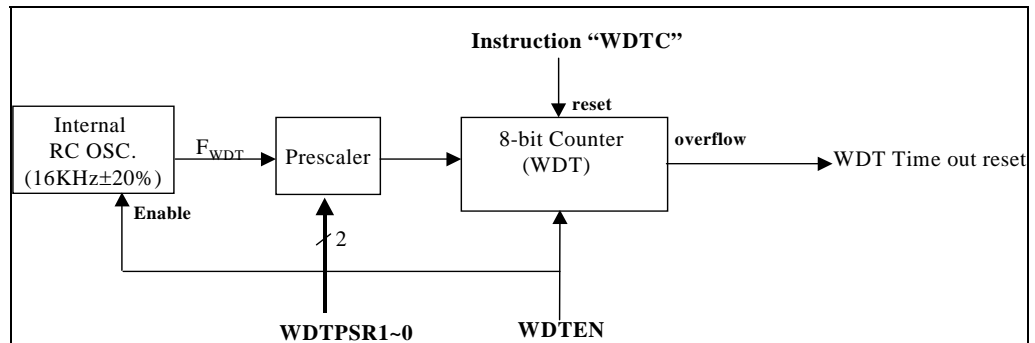 Instruction “WDTC”
reset
Internal
RC OSC.
(16KHz±20%)
FWDT
Prescaler
8-bit Counter
(WDT)
overflow
WDT Time out reset
Enable
2
WDTPSR1~0
WDTEN